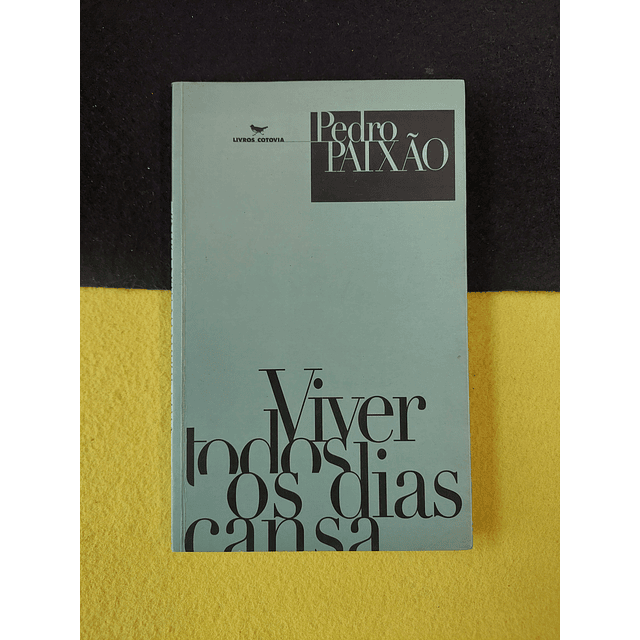 LIVROS COTOVIA
Pedro
PAIXÃO
Viver
todos
os dias
cansa